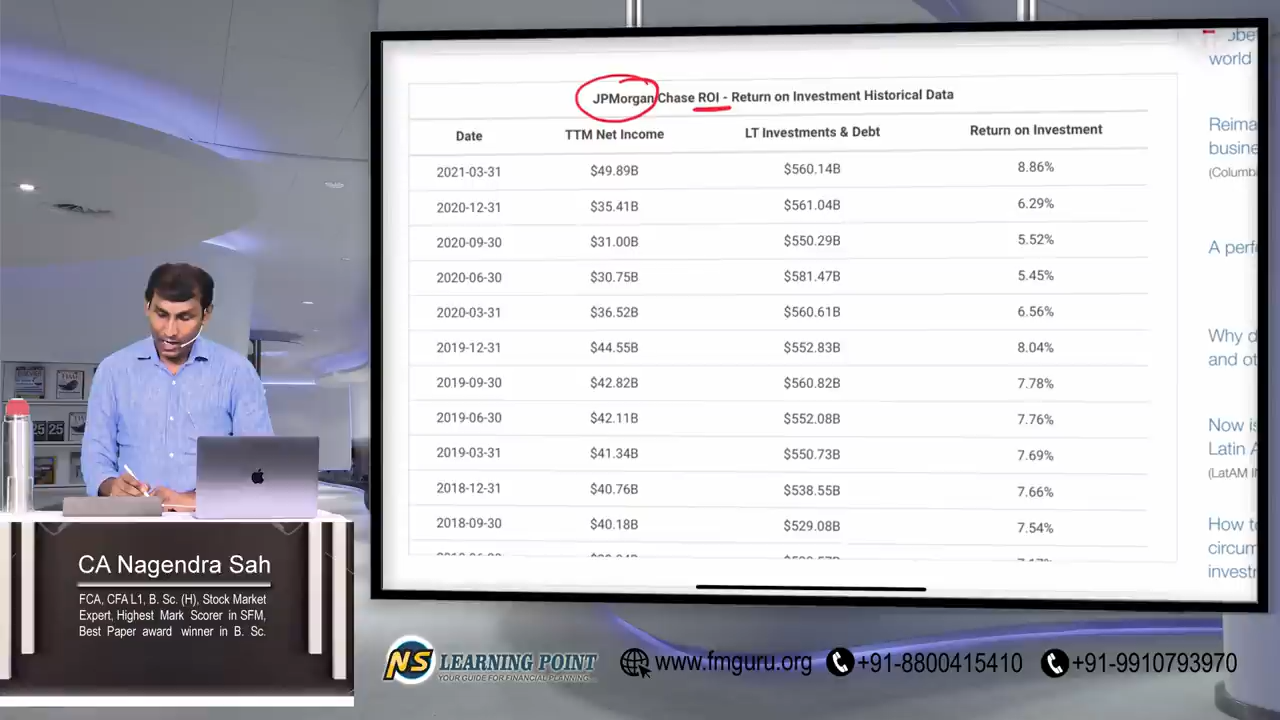 JPMorgan Chase ROI - Return on Investment Historical Data
Date TTM Net Income LT Investments & Debt Return on Investment
2021-03-31 $49.89B $560.14B 8.86%
2020-12-31 $35.41B $561.04B 6.29%
2020-09-30 $31.00B $550.29B 5.52%
2020-06-30 $30.75B $581.47B 5.45%
2020-03-31 $36.52B $560.61B 6.56%
2019-12-31 $44.55B $552.83B 8.04%
2019-09-30 $42.82B $560.82B 7.78%
2019-06-30 $42.11B $552.08B 7.76%
2019-03-31 $41.34B $550.73B 7.69%
2018-12-31 $40.76B $538.55B 7.66%
2018-09-30 $40.18B $529.08B 7.54%
world
Reima
busine
(Columb
A perf
Why d
and ot
Now is
Latin A
(LatAM I
How to
circum
invest
25 25
CA Nagendra Sah
FCA, CFA L1, B. Sc. (H), Stock Market
Expert, Highest Mark Scorer in SFM,
Best Paper award winner in B. Sc.
NS LEARNING POINT
YOUR GUIDE FOR FINANCIAL PLANNING
www.fmguru.org +91-8800415410 +91-9910793970